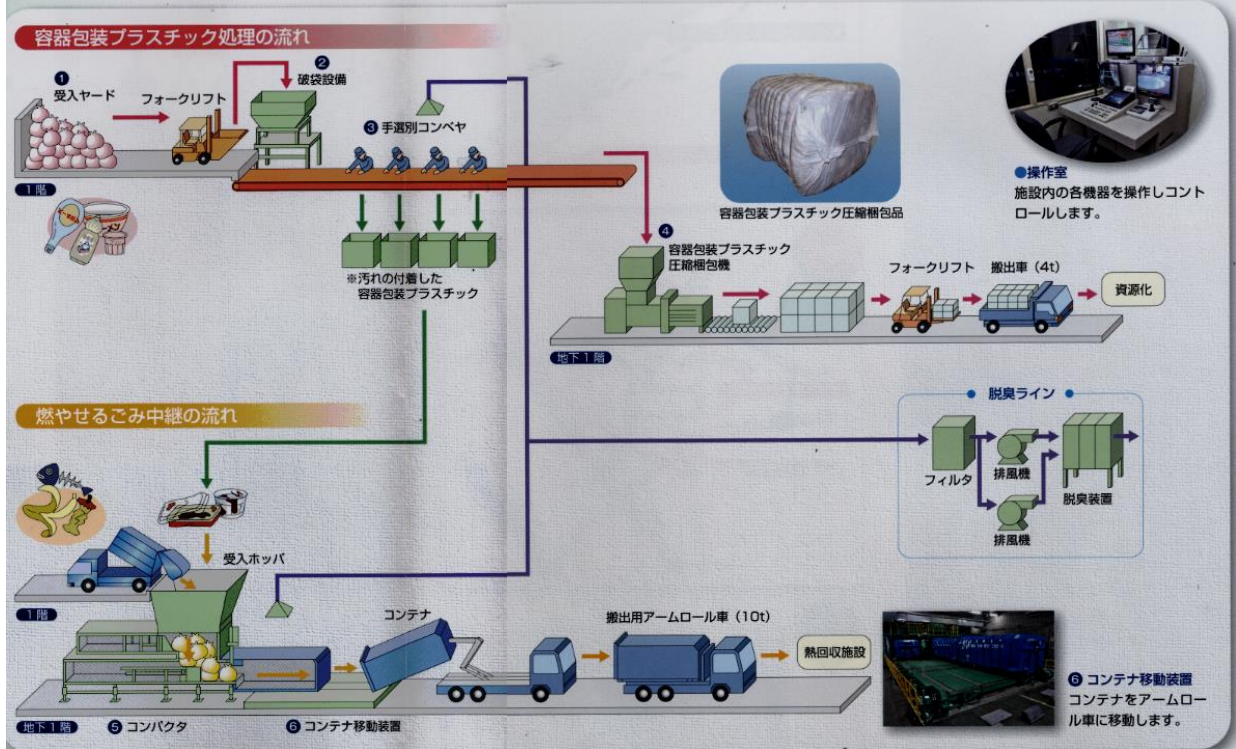 容器包装プラスチック処理の流れ
❶
受入ヤード
フォークリフト
❷
破袋設備
❸ 手選別コンベヤ
1階
※汚れの付着した
容器包装プラスチック
容器包装プラスチック圧縮梱包品
●操作室
施設内の各機器を操作しコント
ロールします。
❹
容器包装プラスチック
圧縮梱包機
フォークリフト
搬出車(4t)
資源化
地下1階
燃やせるごみ中継の流れ
受入ホッパ
1階
コンテナ
搬出用アームロール車(10t)
熱回収施設
地下1階
❺ コンパクタ
❻ コンテナ移動装置
脱臭ライン
フィルタ
排風機
排風機
脱臭装置
❻ コンテナ移動装置
コンテナをアームロー
ル車に移動します。